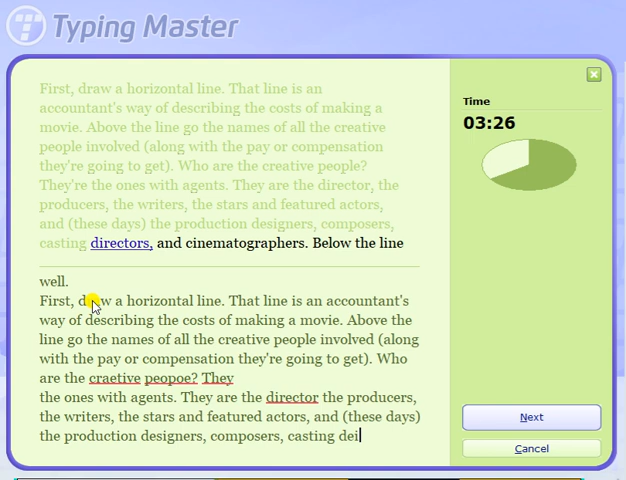 Typing Master
First, draw a horizontal line. That line is an
accountant's way of describing the costs of making a
movie. Above the line go the names of all the creative
people involved (along with the pay or compensation
they're going to get). Who are the creative people?
They're the ones with agents. They are the director, the
producers, the writers, the stars and featured actors,
and (these days) the production designers, composers,
casting directors, and cinematographers. Below the line
well.
First, draw a horizontal line. That line is an accountant's
way of describing the costs of making a movie. Above the
line go the names of all the creative people involved (along
with the pay or compensation they're going to get). Who
are the craetive peopoe? They
the ones with agents. They are the director the producers,
the writers, the stars and featured actors, and (these days)
the production designers, composers, casting dei
Time
03:26
Next
Cancel